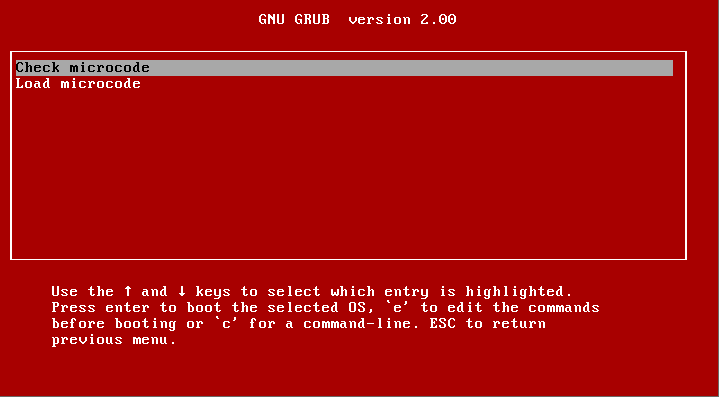 GNU GRUB  version 2.00
Check microcode
Load microcode
Use the ↑ and ↓ keys to select which entry is highlighted.
Press enter to boot the selected OS, `e' to edit the commands
before booting or `c' for a command-line. ESC to return
previous menu.